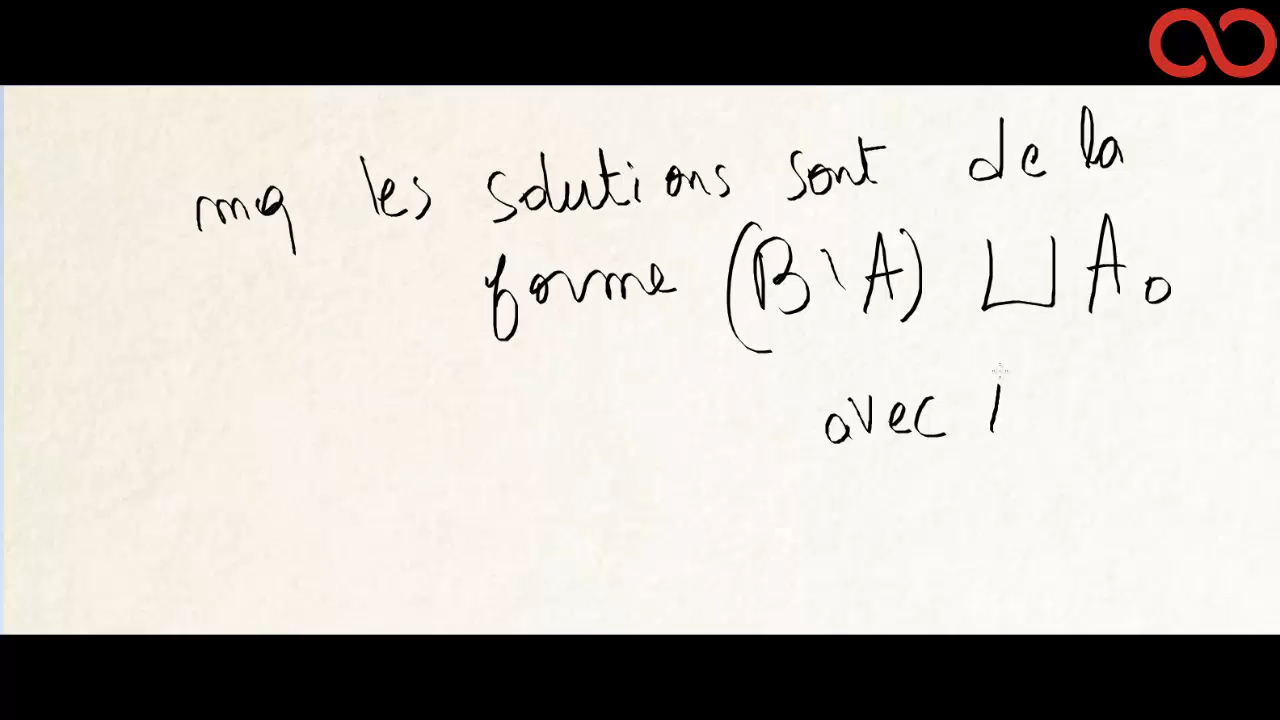 mq les solutions sont de la
forme (B \ A) ⊔ A₀
avec